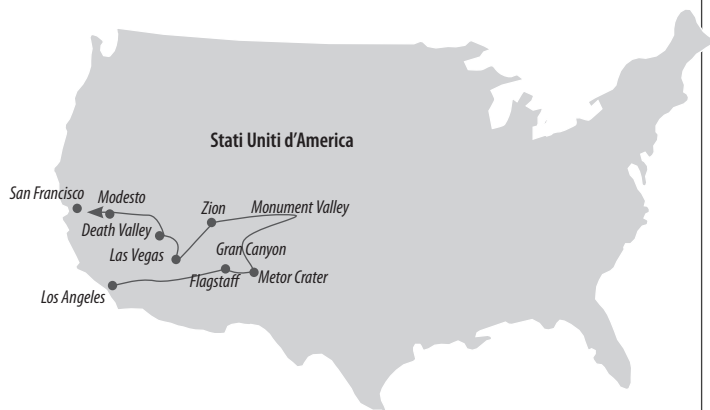 Stati Uniti d'America
San Francisco
Modesto
Zion
Monument Valley
Death Valley
Las Vegas
Gran Canyon
Flagstaff
Metor Crater
Los Angeles